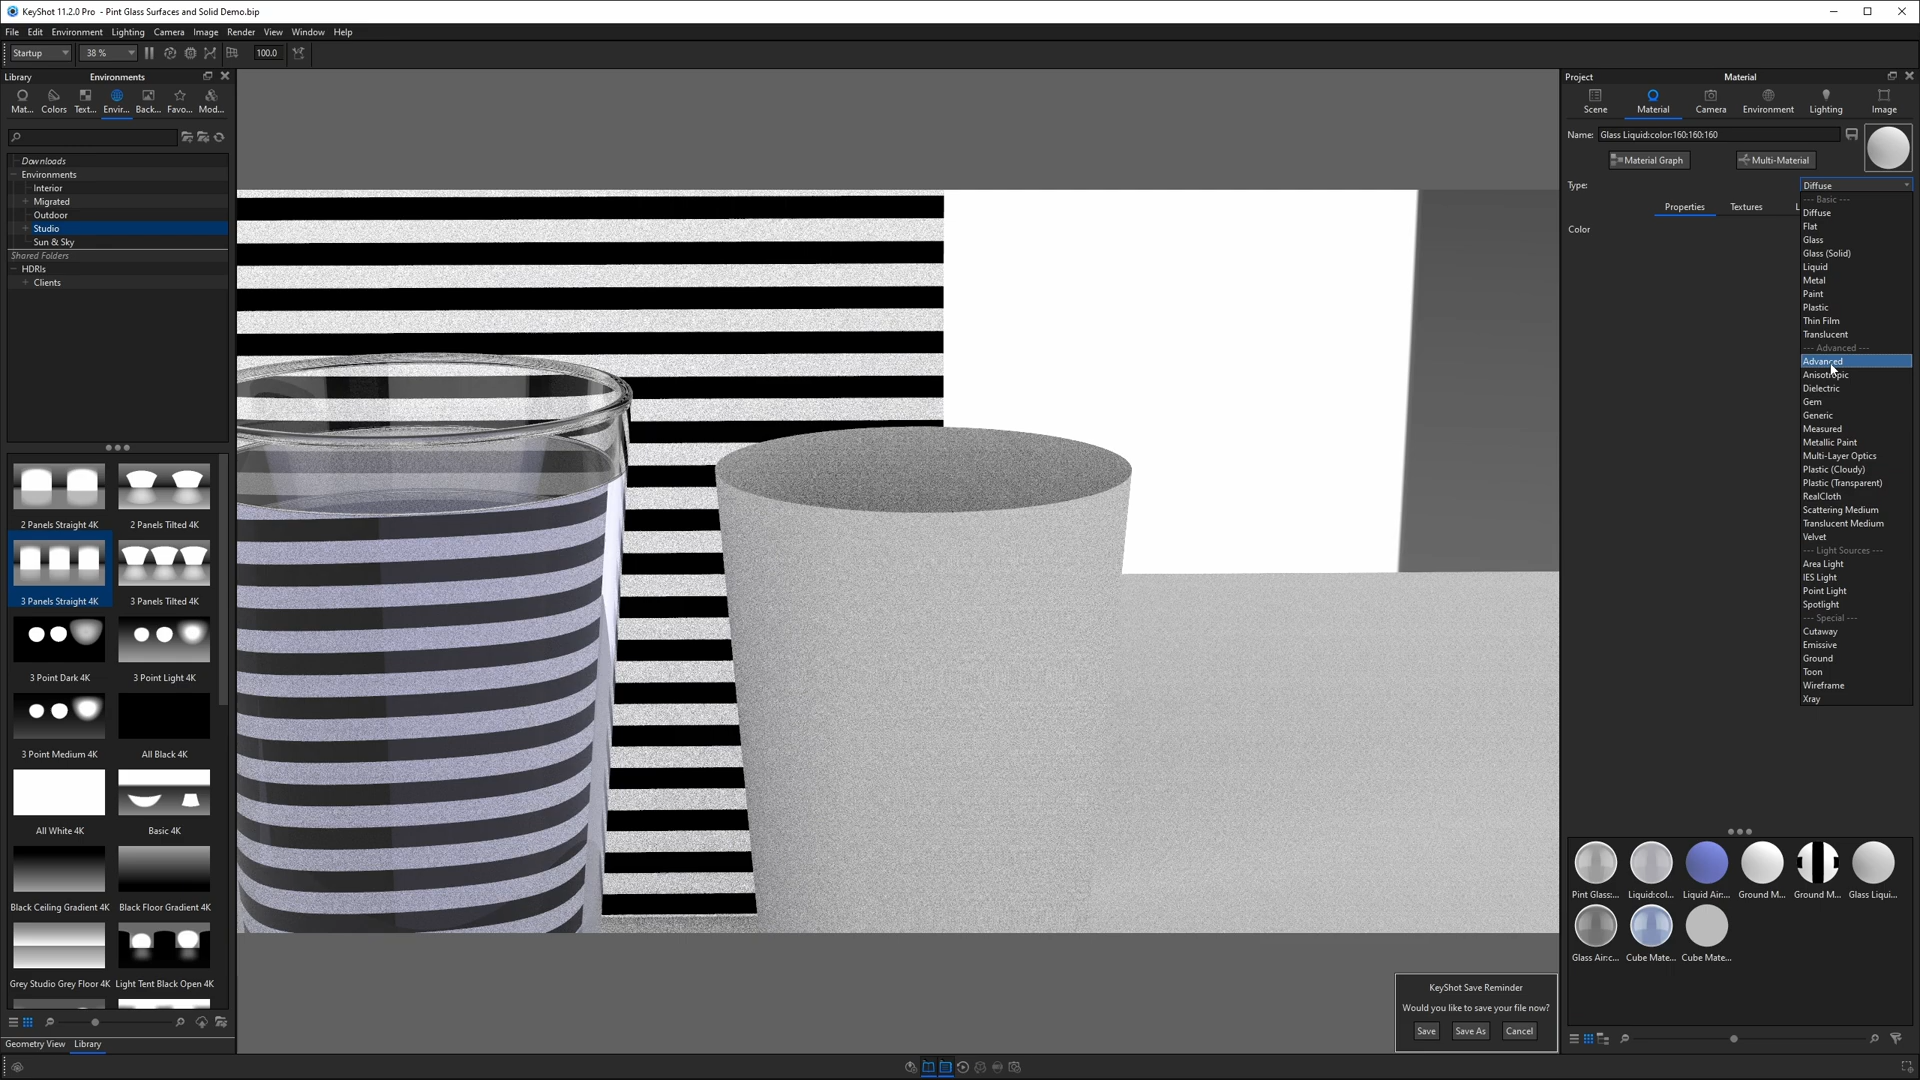 KeyShot 11.2.0 Pro  - Pint Glass Surfaces and Solid Demo.bip
File Edit Environment Lighting Camera Image Render View Window Help
Startup 38 % 100.0
Library Environments
Mat... Colors Text... Envir... Back... Favo... Mod...
Downloads
Environments
Interior
Migrated
Outdoor
Studio
Sun & Sky
Shared Folders
HDRIs
Clients
2 Panels Straight 4K 2 Panels Tilted 4K
3 Panels Straight 4K 3 Panels Tilted 4K
3 Point Dark 4K 3 Point Light 4K
3 Point Medium 4K All Black 4K
All White 4K Basic 4K
Black Ceiling Gradient 4K Black Floor Gradient 4K
Grey Studio Grey Floor 4K Light Tent Black Open 4K
Geometry View Library
KeyShot Save Reminder
Would you like to save your file now?
Save Save As Cancel
Project Material
Scene Material Camera Environment Lighting Image
Name: Glass Liquid:color:160:160:160
Material Graph Multi-Material
Type: Diffuse
Properties Textures L
Color
--- Basic ---
Diffuse
Flat
Glass
Glass (Solid)
Liquid
Metal
Paint
Plastic
Thin Film
Translucent
--- Advanced ---
Advanced
Anisotropic
Dielectric
Gem
Generic
Measured
Metallic Paint
Multi-Layer Optics
Plastic (Cloudy)
Plastic (Transparent)
RealCloth
Scattering Medium
Translucent Medium
Velvet
--- Light Sources ---
Area Light
IES Light
Point Light
Spotlight
--- Special ---
Cutaway
Emissive
Ground
Toon
Wireframe
Xray
Pint Glass:... Liquid:col... Liquid Air:... Ground M... Ground M... Glass Liqui...
Glass Air:c... Cube Mate... Cube Mate...